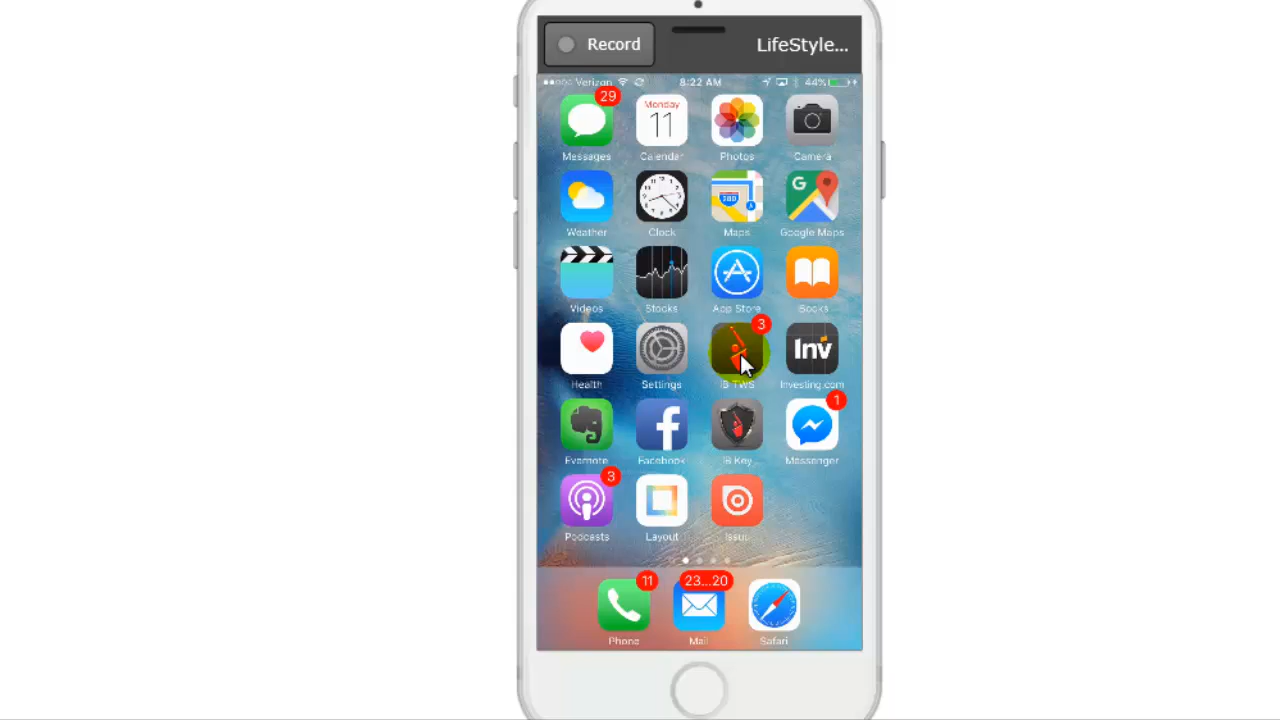 Record LifeStyle...
Verizon 8:22 AM 44%
29 Monday
11
Messages Calendar Photos Camera
280 G
Weather Clock Maps Google Maps
Videos Stocks App Store iBooks
3 Inv
Health Settings IB TWS Investing.com
1
Evernote Facebook IB Key Messenger
3
Podcasts Layout Issuu
11 23...20
Phone Mail Safari